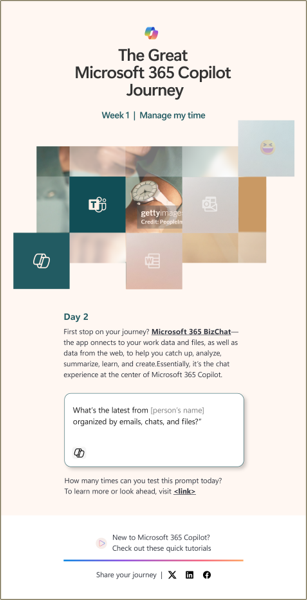 The Great
Microsoft 365 Copilot
Journey
Week 1 | Manage my time
gettyimage
Credit: Peopleim
Day 2
First stop on your journey? Microsoft 365 BizChat—
the app onnects to your work data and files, as well as
data from the web, to help you catch up, analyze,
summarize, learn, and create.Essentially, it's the chat
experience at the center of Microsoft 365 Copilot.
What's the latest from [person's name]
organized by emails, chats, and files?"
How many times can you test this prompt today?
To learn more or look ahead, visit <link>
New to Microsoft 365 Copilot?
Check out these quick tutorials
Share your journey |